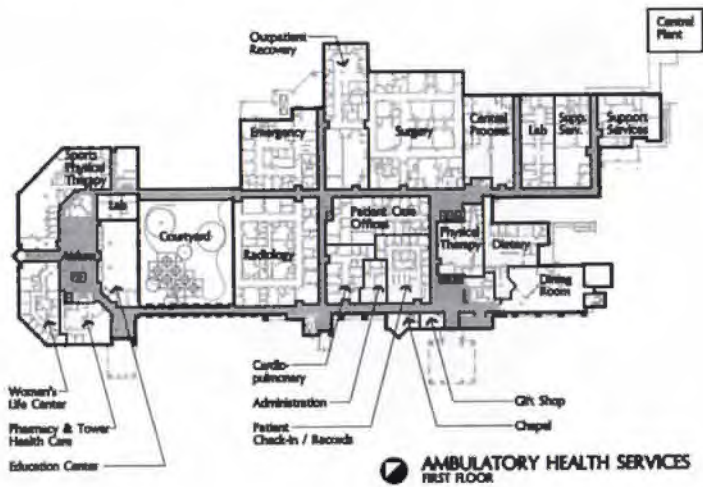 Central
Plant
Outpatient
Recovery
Emergency
Surgery
Central
Process
Lab
Supp.
Serv.
Support
Services
Sports
Physical
Therapy
Lab
Courtyard
Radiology
Patient Care
Offices
Physical
Therapy
Dietary
Dining
Room
Atrium
Women's
Life Center
Pharmacy & Tower
Health Care
Education Center
Cardio-
pulmonary
Administration
Patient
Check-in / Records
Gift Shop
Chapel
AMBULATORY HEALTH SERVICES
FIRST FLOOR